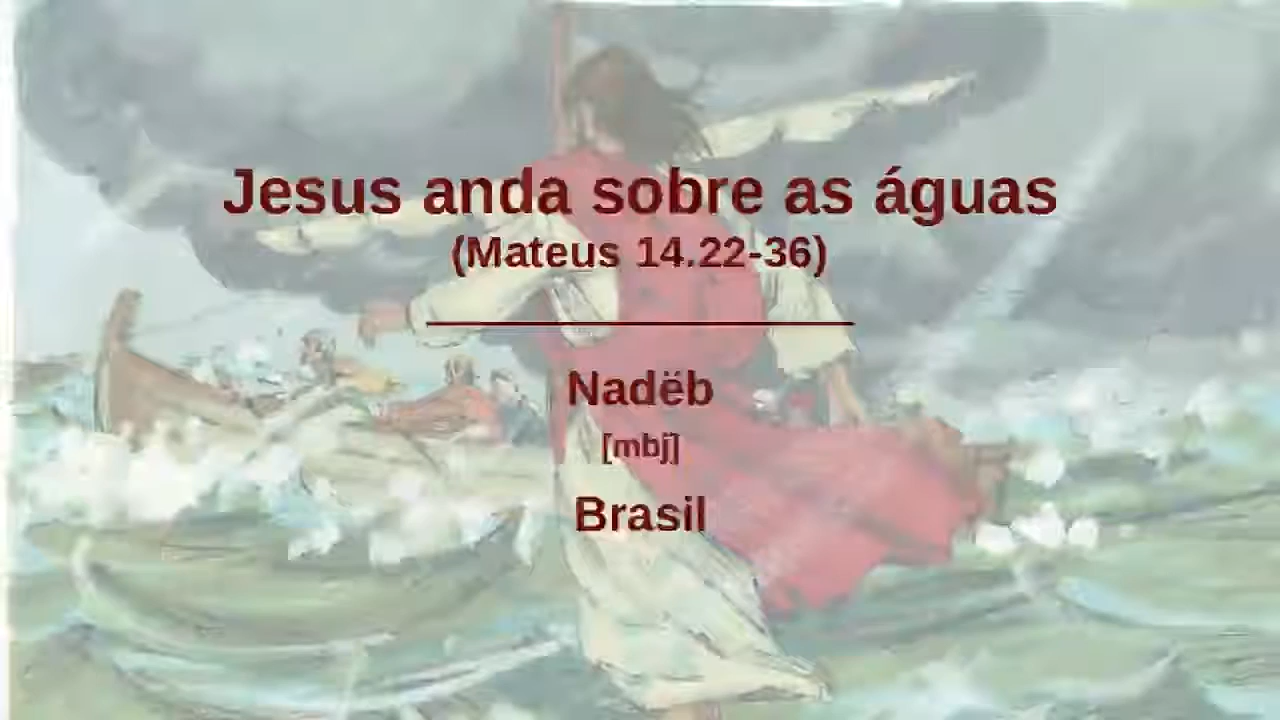 Jesus anda sobre as águas
(Mateus 14.22-36)
Nadëb
[mbj]
Brasil